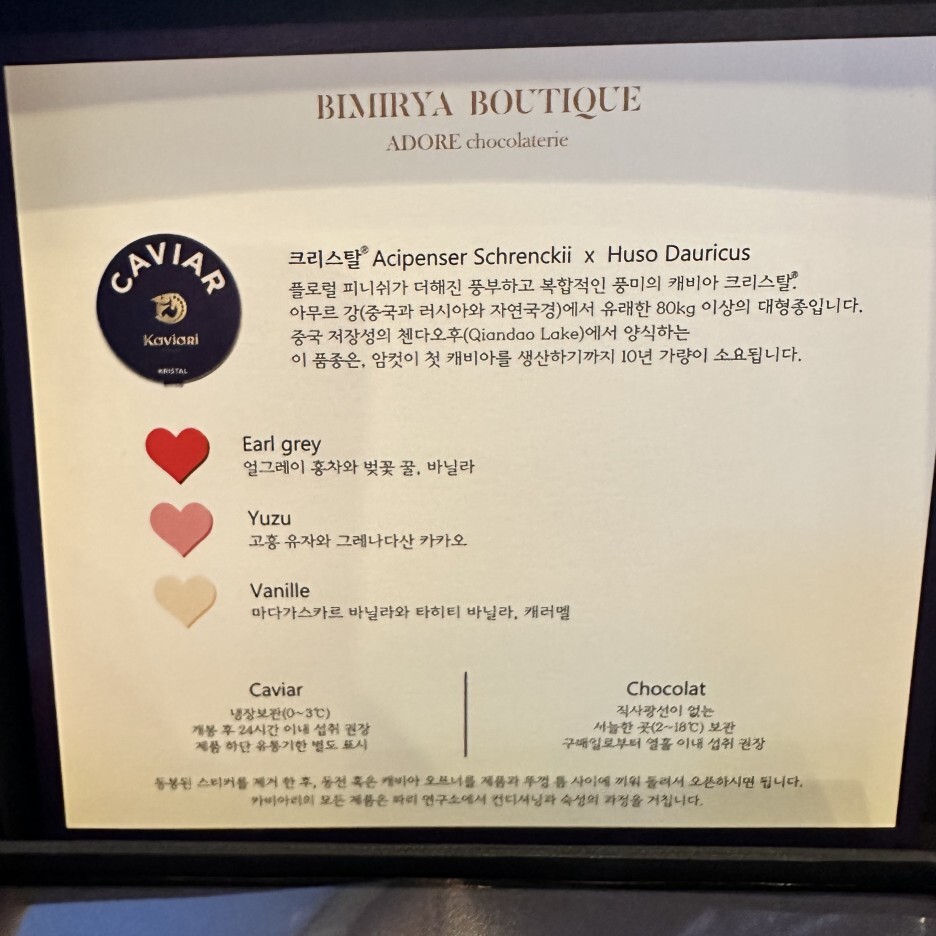 BIMIRYA BOUTIQUE
ADORE chocolaterie
CAVIAR
Kaviari
KRISTAL
크리스탈® Acipenser Schrenckii x Huso Dauricus
플로럴 피니쉬가 더해진 풍부하고 복합적인 풍미의 캐비아 크리스탈®.
아무르 강(중국과 러시아와 자연국경)에서 유래한 80kg 이상의 대형종입니다.
중국 저장성의 첸다오후(Qiandao Lake)에서 양식하는
이 품종은, 암컷이 첫 캐비아를 생산하기까지 10년 가량이 소요됩니다.
Earl grey
얼그레이 홍차와 벚꽃 꿀, 바닐라
Yuzu
고흥 유자와 그레나다산 카카오
Vanille
마다가스카르 바닐라와 타히티 바닐라, 캐러멜
Caviar
냉장보관(0~3℃)
개봉 후 24시간 이내 섭취 권장
제품 하단 유통기한 별도 표시
Chocolat
직사광선이 없는
서늘한 곳(2~18℃) 보관
구매일로부터 열흘 이내 섭취 권장
동봉된 스티커를 제거 한 후, 동전 혹은 캐비아 오프너를 제품과 뚜껑 틈 사이에 끼워 돌려서 오픈하시면 됩니다.
카비아리의 모든 제품은 파리 연구소에서 컨디셔닝과 숙성의 과정을 거칩니다.